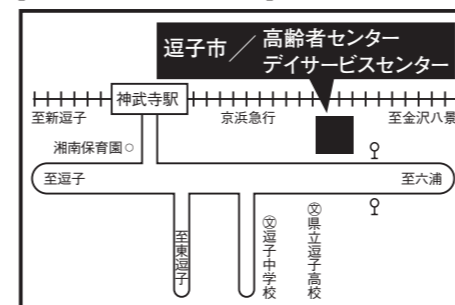 逗子市／高齢者センター
デイサービスセンター
神武寺駅
至新逗子
京浜急行
至金沢八景
湘南保育園
至逗子
至六浦
至東逗子
文逗子中学校
文県立逗子高校